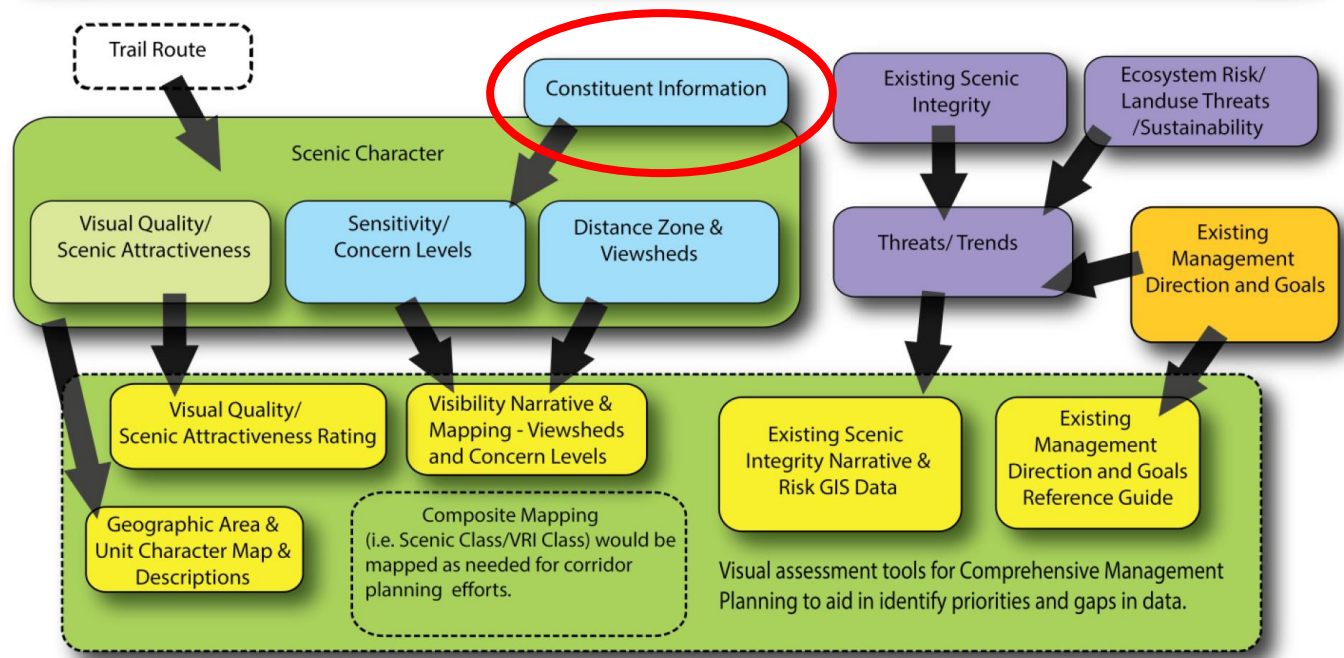 Trail Route
Constituent Information
Existing Scenic
Integrity
Ecosystem Risk/
Landuse Threats
/Sustainability
Scenic Character
Visual Quality/
Scenic Attractiveness
Sensitivity/
Concern Levels
Distance Zone &
Viewsheds
Threats/ Trends
Existing
Management
Direction and Goals
Visual Quality/
Scenic Attractiveness Rating
Visibility Narrative &
Mapping - Viewsheds
and Concern Levels
Existing Scenic
Integrity Narrative &
Risk GIS Data
Existing
Management
Direction and Goals
Reference Guide
Geographic Area &
Unit Character Map &
Descriptions
Composite Mapping
(i.e. Scenic Class/VRI Class) would be
mapped as needed for corridor
planning efforts.
Visual assessment tools for Comprehensive Management
Planning to aid in identify priorities and gaps in data.